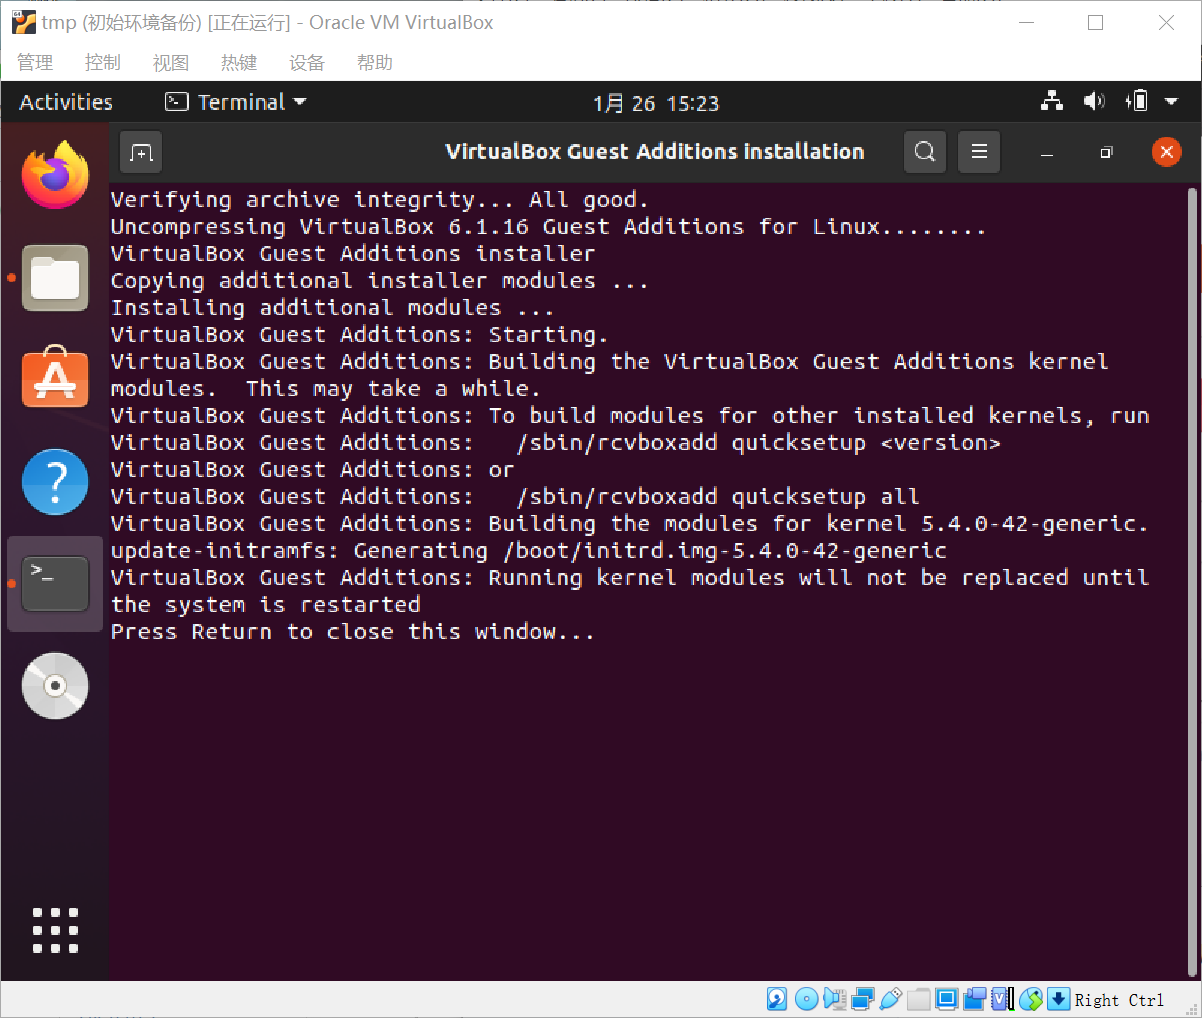 tmp (初始环境备份) [正在运行] - Oracle VM VirtualBox
管理 控制 视图 热键 设备 帮助
Activities Terminal 1月 26 15:23
VirtualBox Guest Additions installation
Verifying archive integrity... All good.
Uncompressing VirtualBox 6.1.16 Guest Additions for Linux........
VirtualBox Guest Additions installer
Copying additional installer modules ...
Installing additional modules ...
VirtualBox Guest Additions: Starting.
VirtualBox Guest Additions: Building the VirtualBox Guest Additions kernel
modules.  This may take a while.
VirtualBox Guest Additions: To build modules for other installed kernels, run
VirtualBox Guest Additions:   /sbin/rcvboxadd quicksetup <version>
VirtualBox Guest Additions: or
VirtualBox Guest Additions:   /sbin/rcvboxadd quicksetup all
VirtualBox Guest Additions: Building the modules for kernel 5.4.0-42-generic.
update-initramfs: Generating /boot/initrd.img-5.4.0-42-generic
VirtualBox Guest Additions: Running kernel modules will not be replaced until
the system is restarted
Press Return to close this window...
Right Ctrl